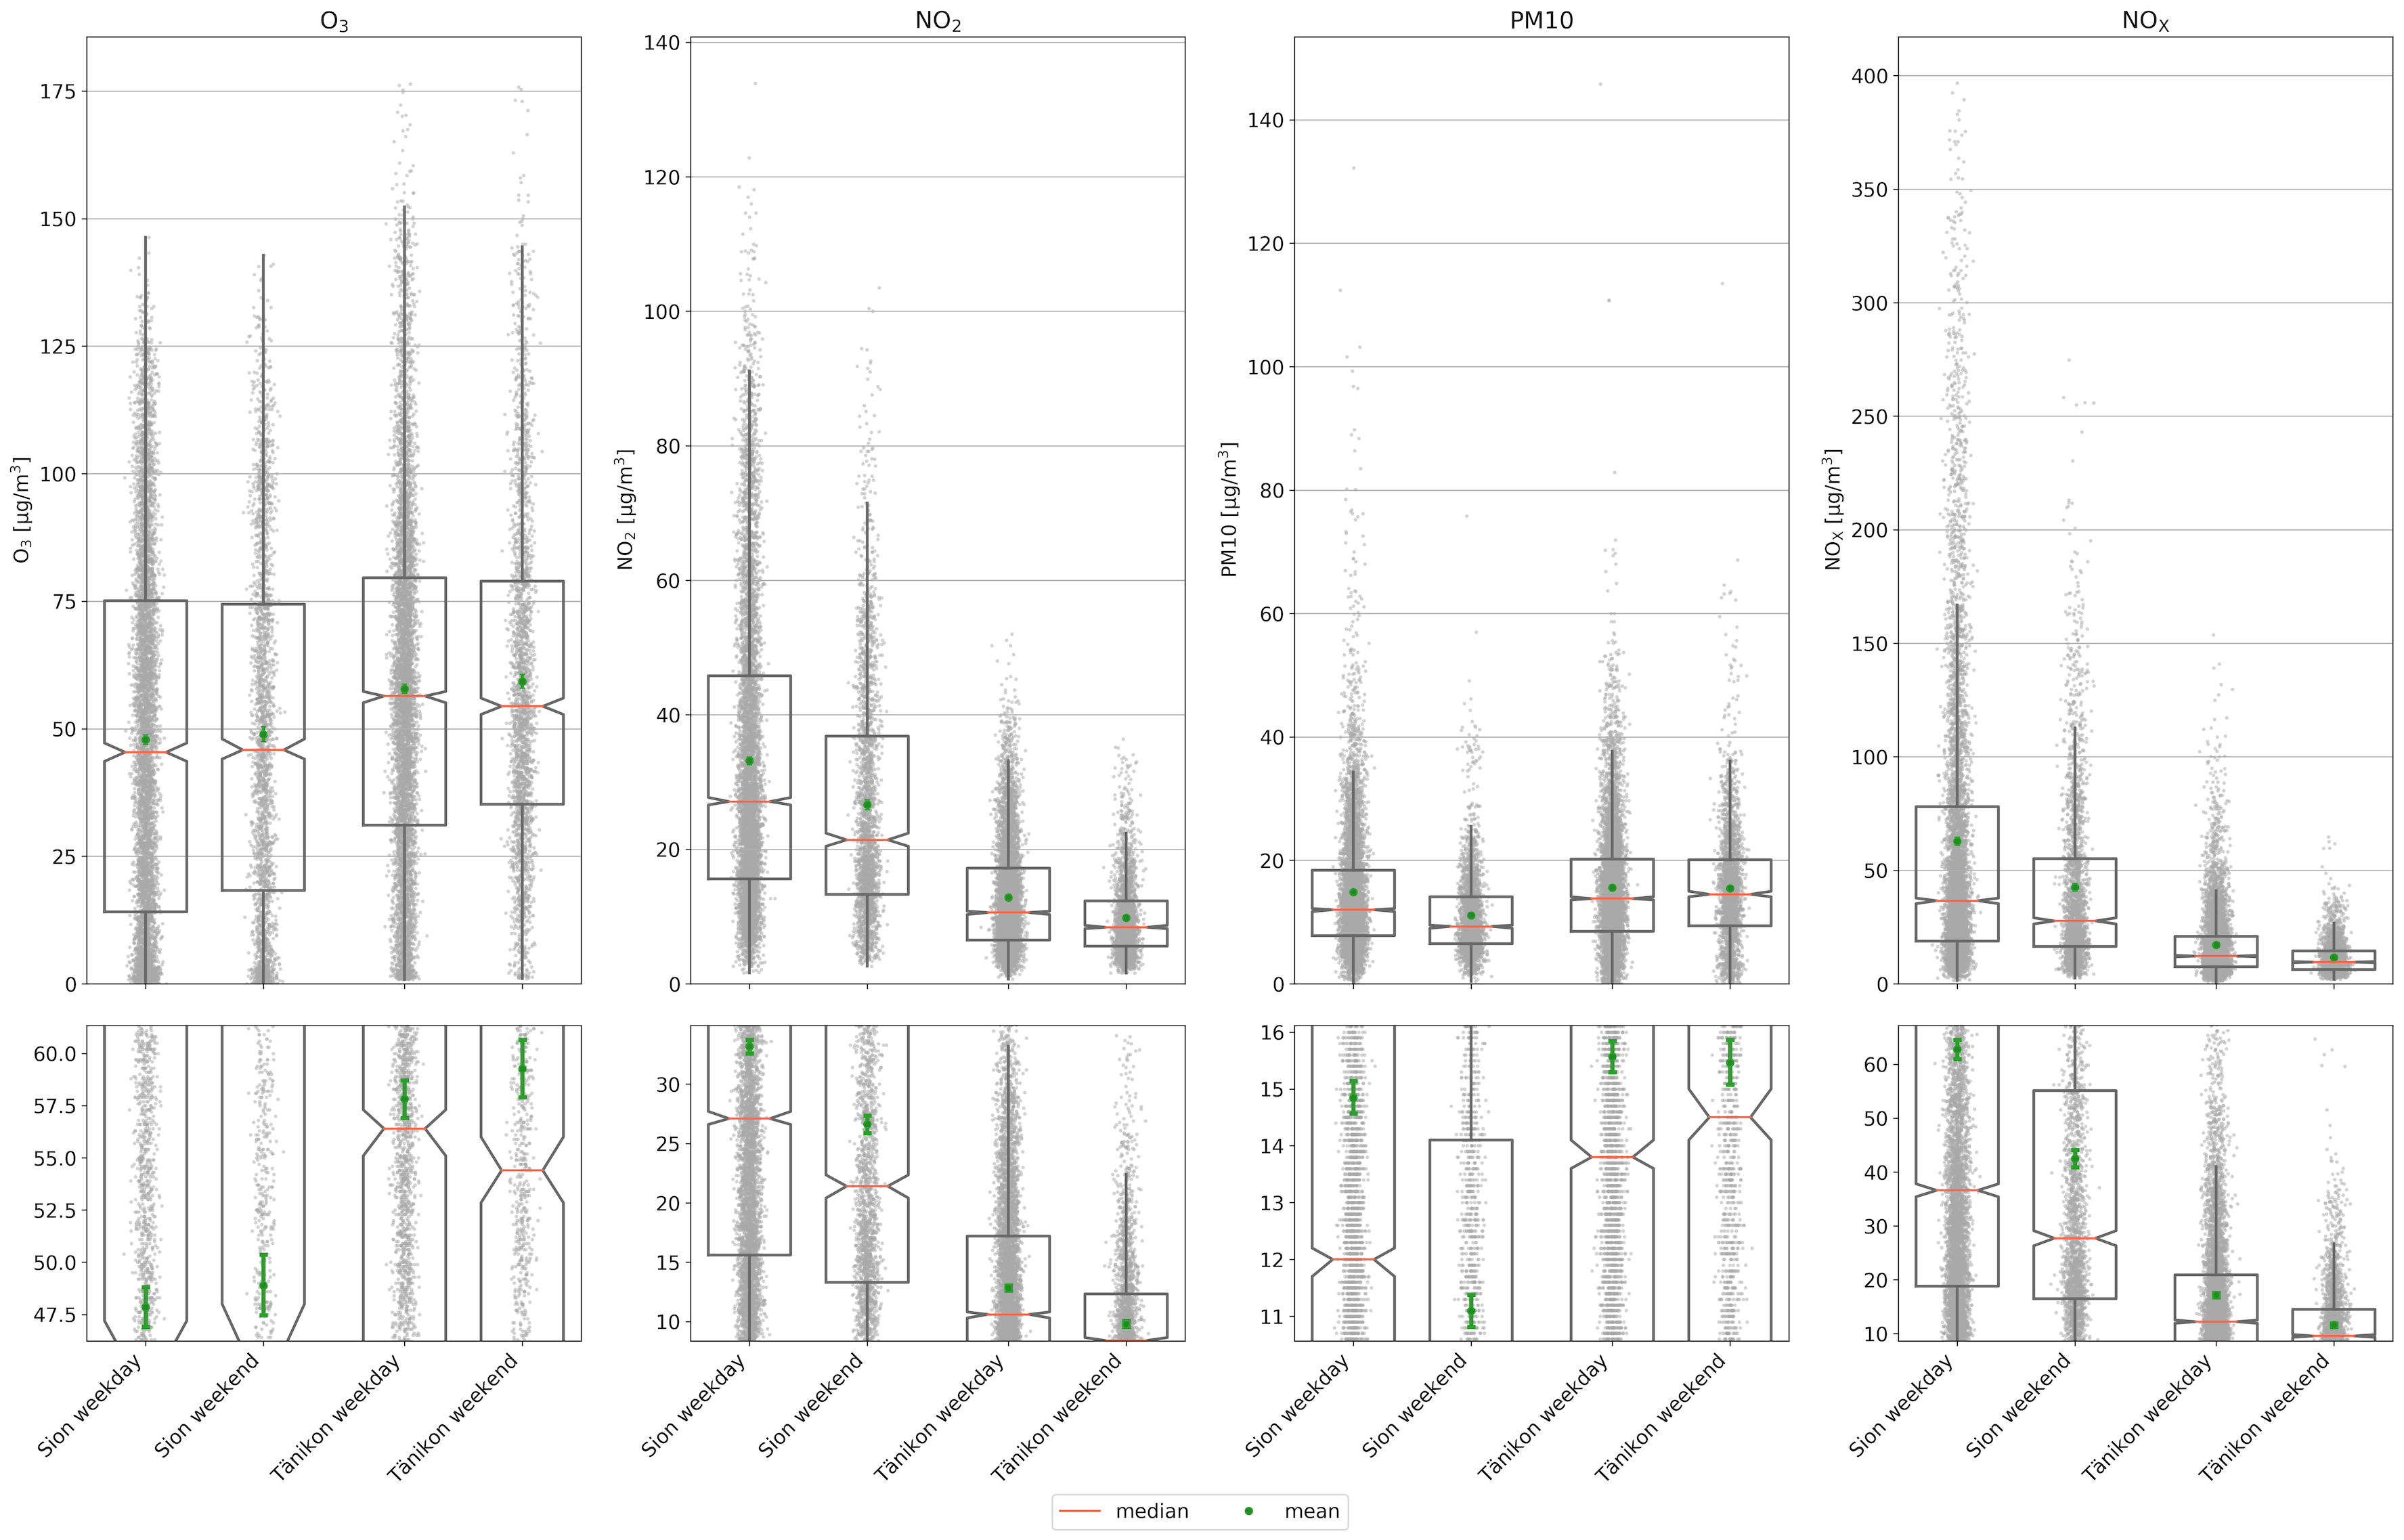 O₃
NO₂
PM10
NOₓ
O₃ [µg/m³]
175
150
125
100
75
50
25
0
NO₂ [µg/m³]
140
120
100
80
60
40
20
0
PM10 [µg/m³]
140
120
100
80
60
40
20
0
NOₓ [µg/m³]
400
350
300
250
200
150
100
50
0
60.0
57.5
55.0
52.5
50.0
47.5
30
25
20
15
10
16
15
14
13
12
11
60
50
40
30
20
10
Sion weekday
Sion weekend
Tänikon weekday
Tänikon weekend
Sion weekday
Sion weekend
Tänikon weekday
Tänikon weekend
Sion weekday
Sion weekend
Tänikon weekday
Tänikon weekend
Sion weekday
Sion weekend
Tänikon weekday
Tänikon weekend
median
mean